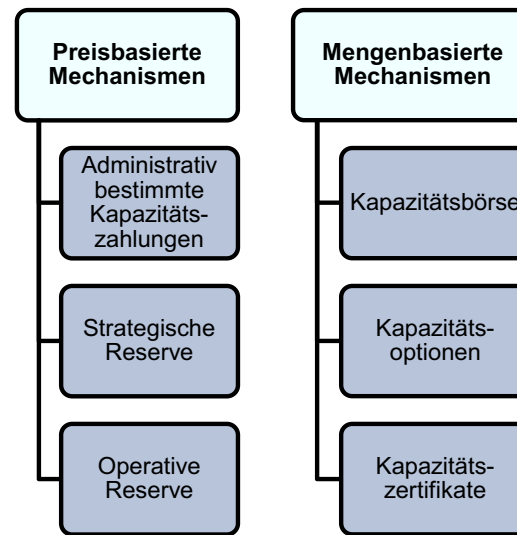 Preisbasierte
Mechanismen
Administrativ
bestimmte
Kapazitäts-
zahlungen
Strategische
Reserve
Operative
Reserve
Mengenbasierte
Mechanismen
Kapazitätsbörse
Kapazitäts-
optionen
Kapazitäts-
zertifikate